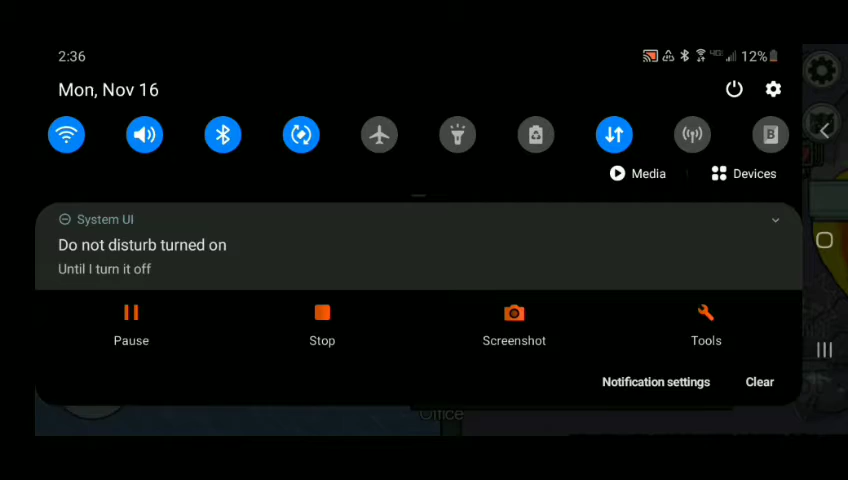 2:36
12%
Mon, Nov 16
B
Media
Devices
System UI
Do not disturb turned on
Until I turn it off
Pause
Stop
Screenshot
Tools
Notification settings
Clear
Office